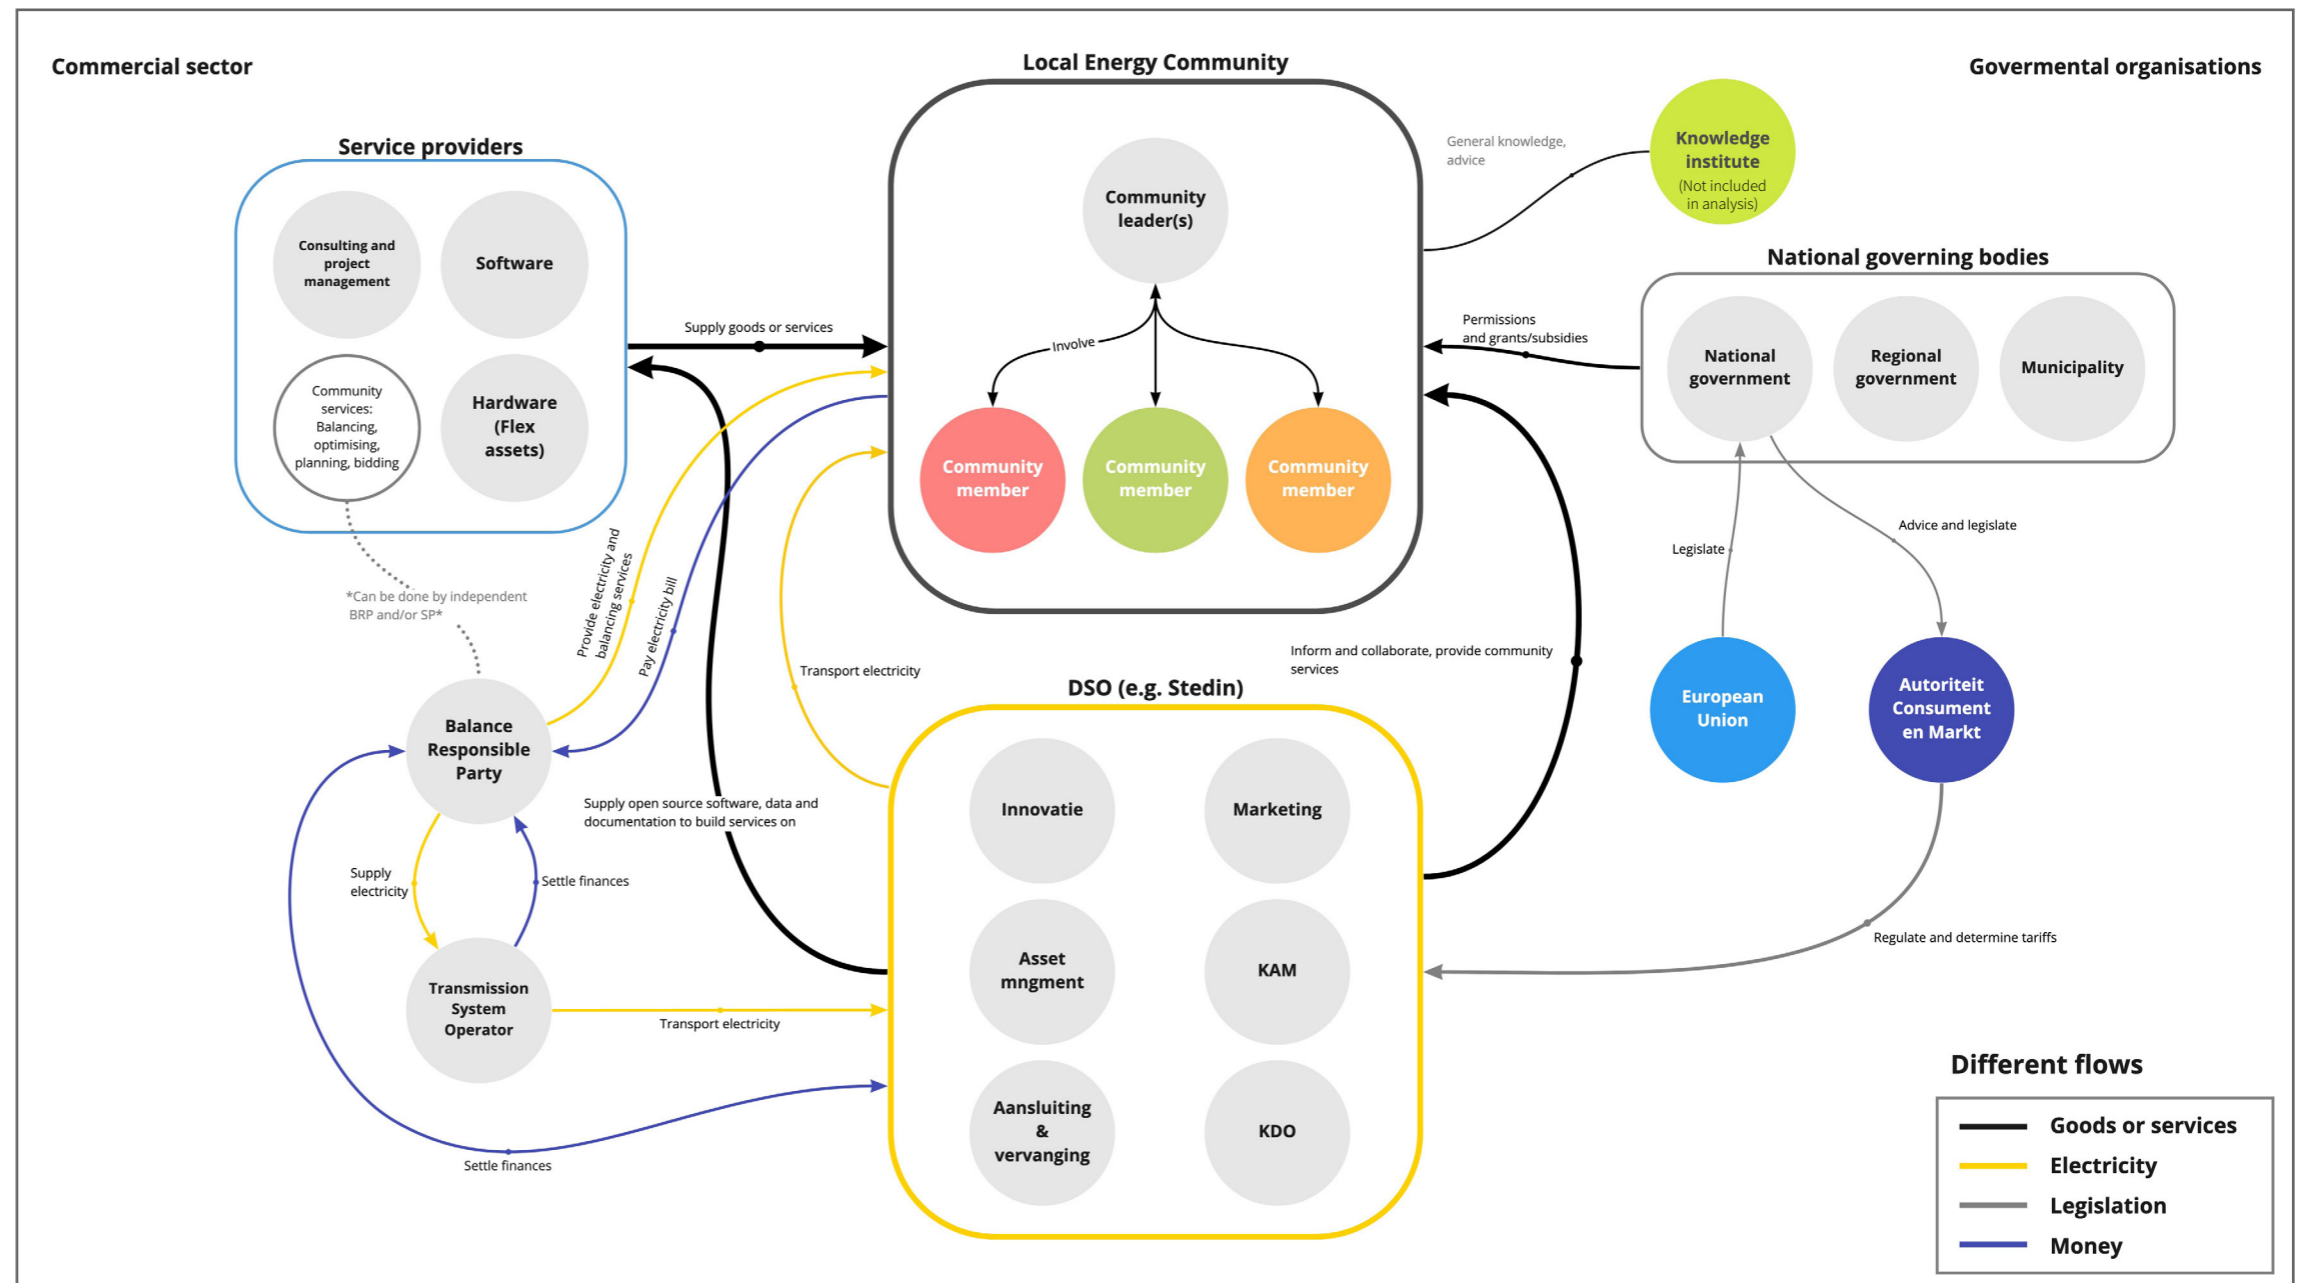 Commercial sector
Local Energy Community
Govermental organisations
Service providers
Consulting and
project
management
Software
Community
services:
Balancing,
optimising,
planning, bidding
Hardware
(Flex
assets)
Supply goods or services
Community
leader(s)
Involve
Community
member
Community
member
Community
member
General knowledge,
advice
Knowledge
institute
(Not included
in analysis)
National governing bodies
Permissions
and grants/subsidies
National
government
Regional
government
Municipality
Legislate
Advice and legislate
European
Union
Autoriteit
Consument
en Markt
*Can be done by independent
BRP and/or SP*
Provide electricity and
balancing services
Pay electricity bill
Transport electricity
Inform and collaborate, provide community
services
Balance
Responsible
Party
Supply open source software, data and
documentation to build services on
Supply
electricity
Settle finances
Transmission
System
Operator
Transport electricity
Settle finances
DSO (e.g. Stedin)
Innovatie
Marketing
Asset
mngment
KAM
Aansluiting
&
vervanging
KDO
Regulate and determine tariffs
Different flows
Goods or services
Electricity
Legislation
Money